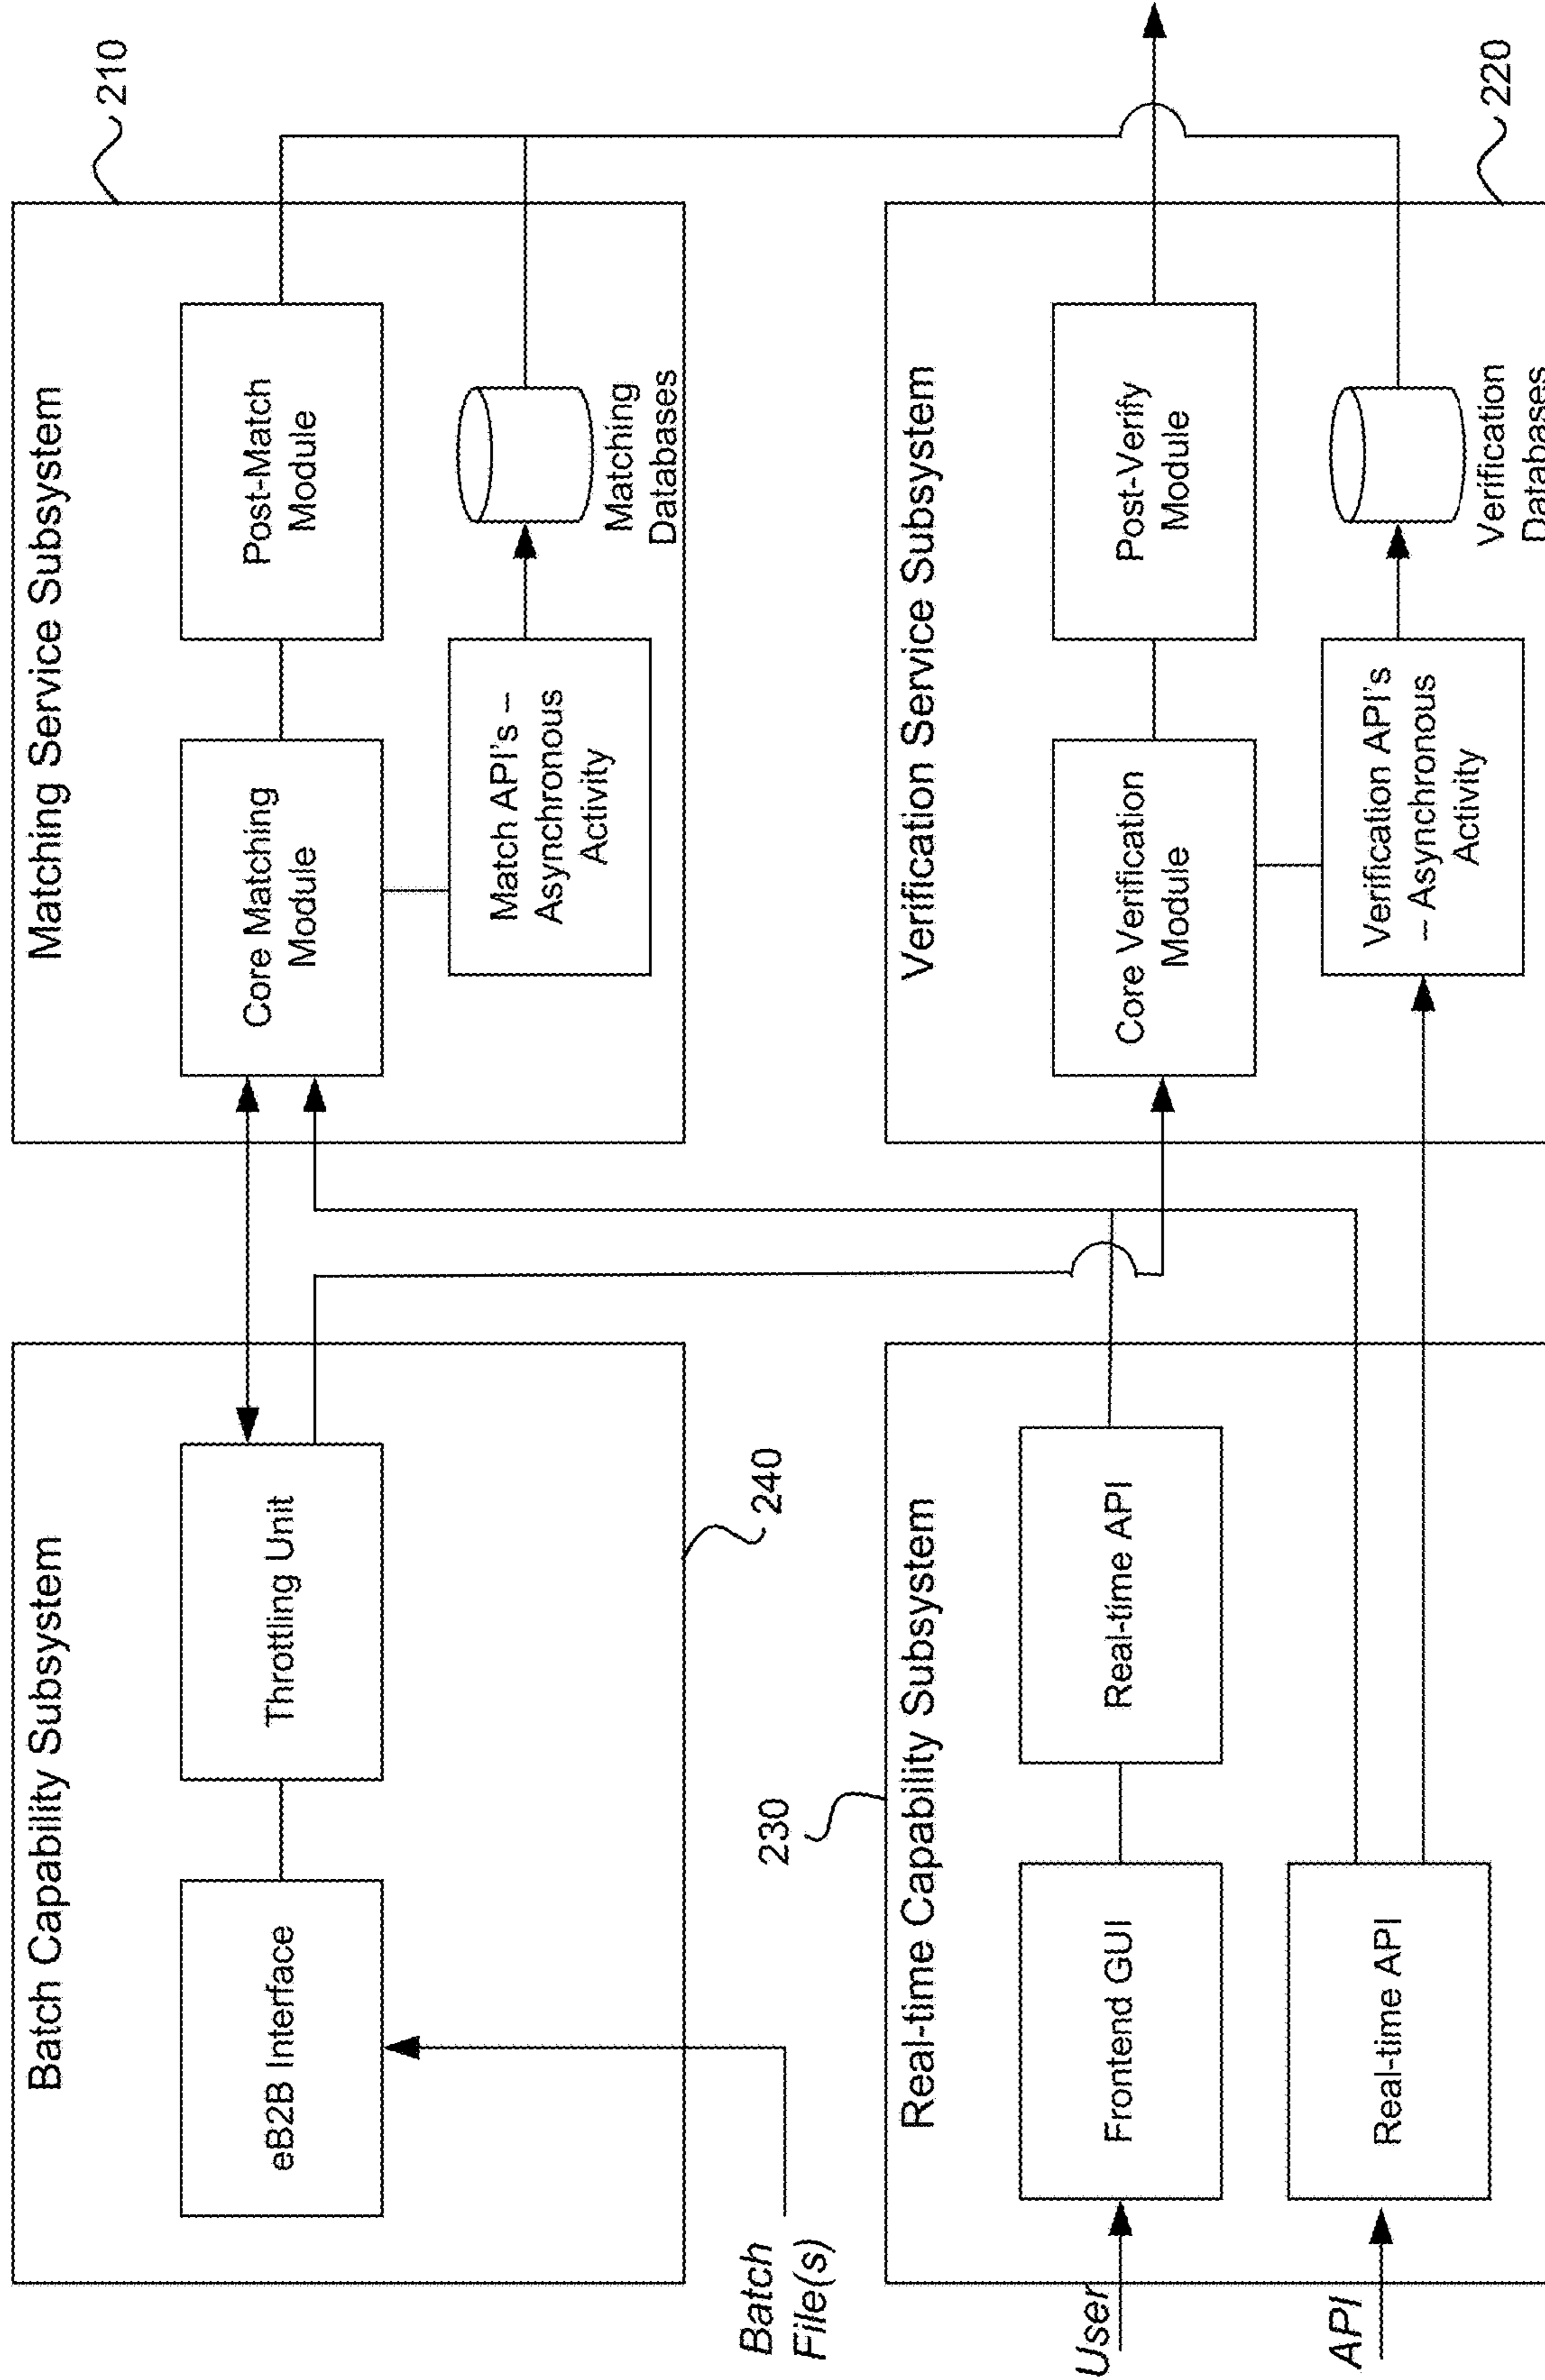 Batch Capability Subsystem
eB2B Interface
Throttling Unit
240
Batch
File(s)
Matching Service Subsystem
210
Core Matching
Module
Post-Match
Module
Match API's –
Asynchronous
Activity
Matching
Databases
230
Real-time Capability Subsystem
User
Frontend GUI
Real-time API
API
Real-time API
Verification Service Subsystem
Core Verification
Module
Post-Verify
Module
Verification API's
– Asynchronous
Activity
Verification
Databases
220